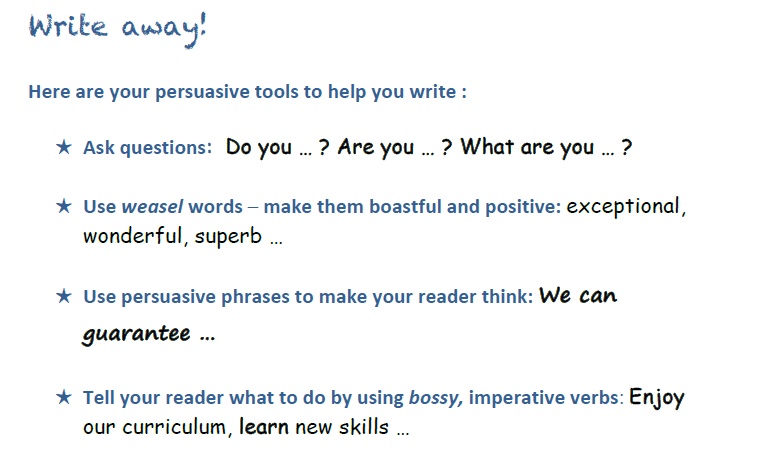 Write away!
Here are your persuasive tools to help you write :
★ Ask questions: Do you … ? Are you … ? What are you … ?
★ Use weasel words – make them boastful and positive: exceptional,
wonderful, superb …
★ Use persuasive phrases to make your reader think: We can
guarantee …
★ Tell your reader what to do by using bossy, imperative verbs: Enjoy
our curriculum, learn new skills …